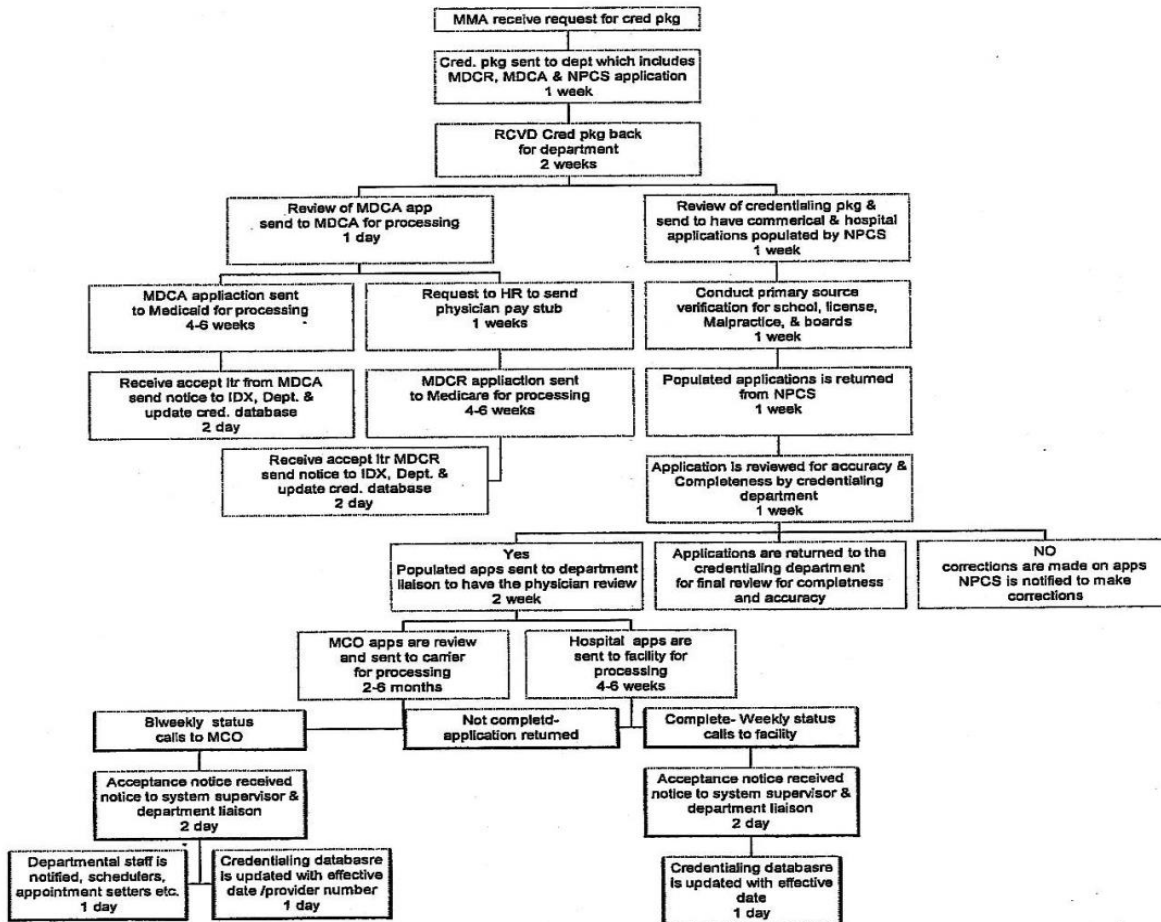 MMA receive request for cred pkg
Cred. pkg sent to dept which includes
MDCR, MDCA & NPCS application
1 week
RCVD Cred pkg back
for department
2 weeks
Review of MDCA app
send to MDCA for processing
1 day
Review of credentialing pkg &
send to have commerical & hospital
applications populated by NPCS
1 week
MDCA appliaction sent
to Medicaid for processing
4-6 weeks
Request to HR to send
physician pay stub
1 weeks
Conduct primary source
verification for school, license,
Malpractice, & boards
1 week
Receive accept ltr from MDCA
send notice to IDX, Dept. &
update cred. database
2 day
MDCR appliaction sent
to Medicare for processing
4-6 weeks
Populated applications is returned
from NPCS
1 week
Receive accept ltr MDCR
send notice to IDX, Dept. &
update cred. database
2 day
Application is reviewed for accuracy &
Completeness by credentialing
department
1 week
Yes
Populated apps sent to department
liaison to have the physician review
2 week
Applications are returned to the
credentialing department
for final review for completness
and accuracy
NO
corrections are made on apps
NPCS is notified to make
corrections
MCO apps are review
and sent to carrier
for processing
2-6 months
Hospital apps are
sent to facility for
processing
4-6 weeks
Biweekly status
calls to MCO
Not completd-
application returned
Complete- Weekly status
calls to facility
Acceptance notice received
notice to system supervisor &
department liaison
2 day
Acceptance notice received
notice to system supervisor &
department liaison
2 day
Departmental staff is
notified, schedulers,
appointment setters etc.
1 day
Credentialing databasre
is updated with effective
date /provider number
1 day
Credentialing databasre
is updated with effective
date
1 day